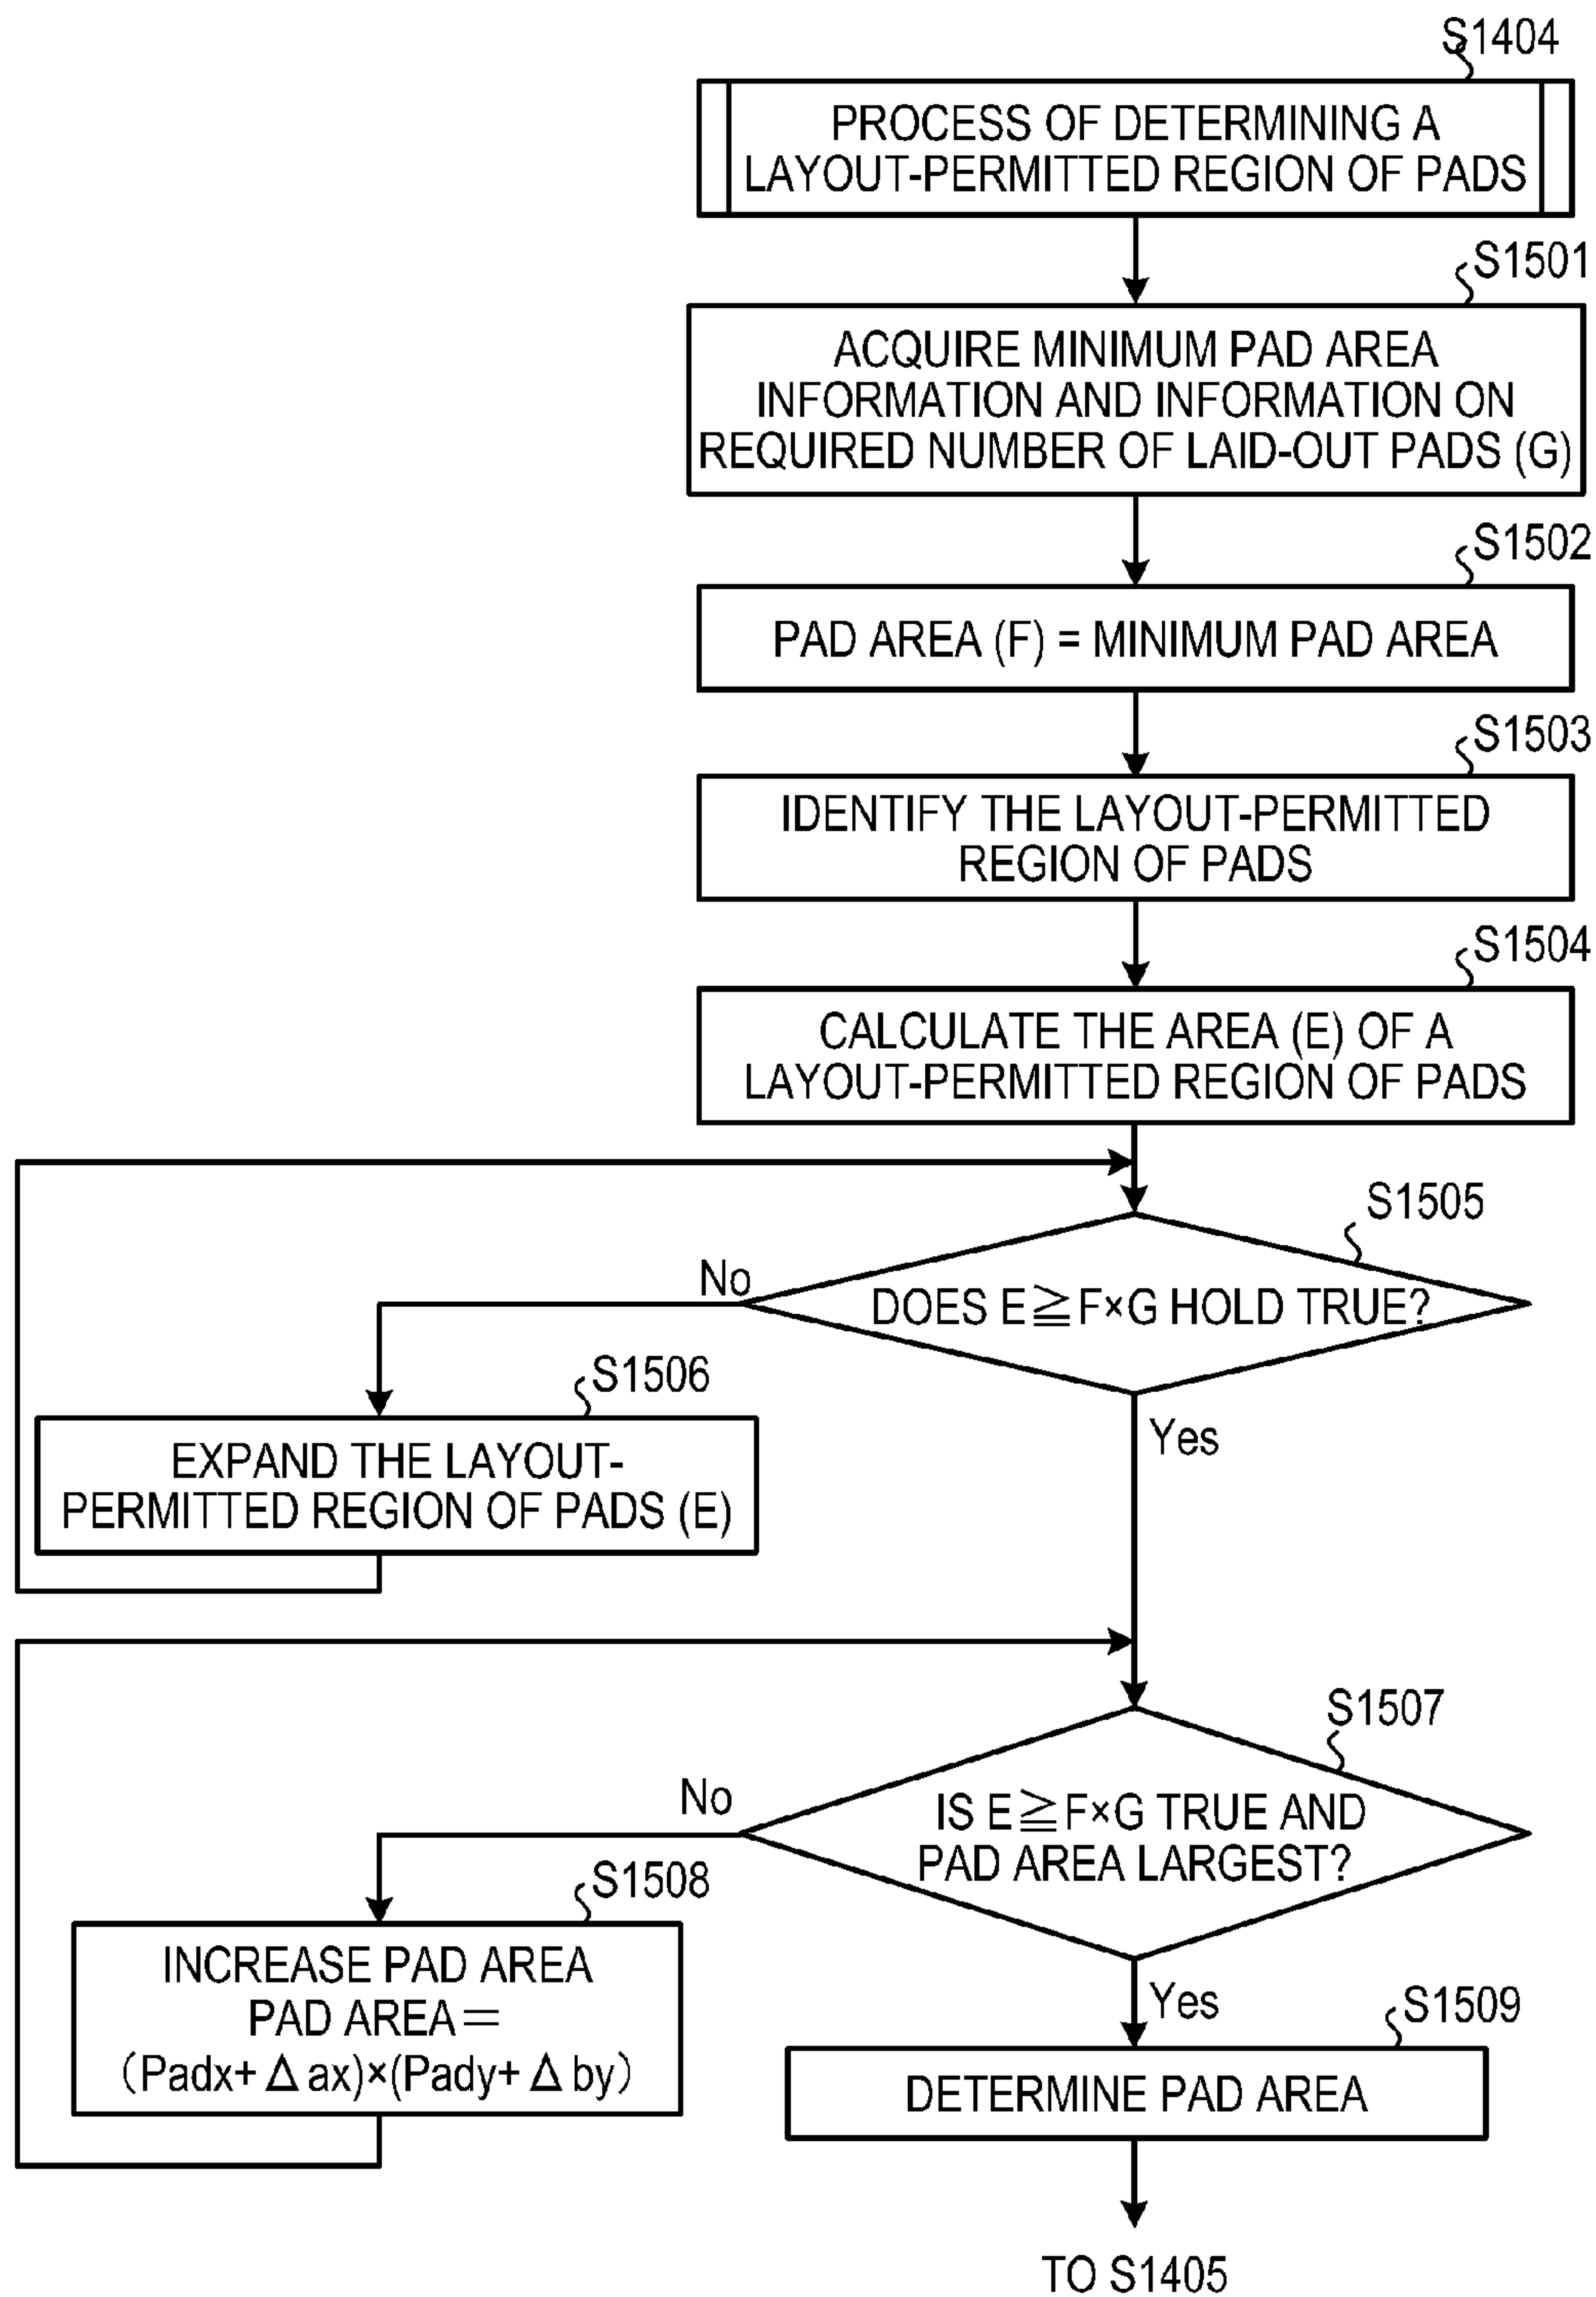 S1404
PROCESS OF DETERMINING A
LAYOUT-PERMITTED REGION OF PADS
S1501
ACQUIRE MINIMUM PAD AREA
INFORMATION AND INFORMATION ON
REQUIRED NUMBER OF LAID-OUT PADS (G)
S1502
PAD AREA (F) = MINIMUM PAD AREA
S1503
IDENTIFY THE LAYOUT-PERMITTED
REGION OF PADS
S1504
CALCULATE THE AREA (E) OF A
LAYOUT-PERMITTED REGION OF PADS
S1505
No
DOES E≧F×G HOLD TRUE?
Yes
S1506
EXPAND THE LAYOUT-
PERMITTED REGION OF PADS (E)
S1507
No
IS E≧F×G TRUE AND
PAD AREA LARGEST?
Yes
S1508
INCREASE PAD AREA
PAD AREA=
(Padx+Δax)×(Pady+Δby)
S1509
DETERMINE PAD AREA
TO S1405